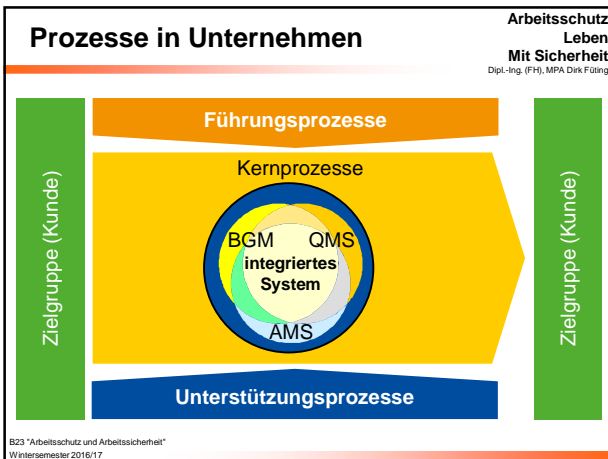 Prozesse in Unternehmen
Arbeitsschutz
Leben
Mit Sicherheit
Dipl.-Ing. (FH), MPA Dirk Füting
Führungsprozesse
Zielgruppe (Kunde)
Kernprozesse
BGM QMS
integriertes
System
AMS
Zielgruppe (Kunde)
Unterstützungsprozesse
B23 "Arbeitsschutz und Arbeitssicherheit"
Wintersemester 2016/17